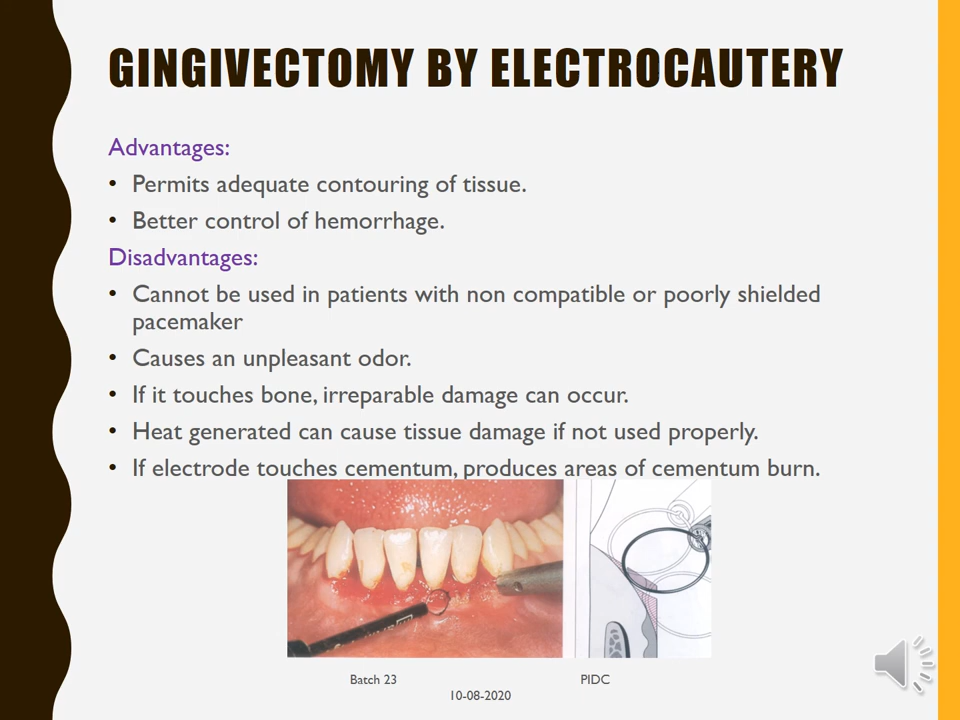 GINGIVECTOMY BY ELECTROCAUTERY
Advantages:
• Permits adequate contouring of tissue.
• Better control of hemorrhage.
Disadvantages:
• Cannot be used in patients with non compatible or poorly shielded
pacemaker
• Causes an unpleasant odor.
• If it touches bone, irreparable damage can occur.
• Heat generated can cause tissue damage if not used properly.
• If electrode touches cementum, produces areas of cementum burn.
Batch 23
PIDC
10-08-2020